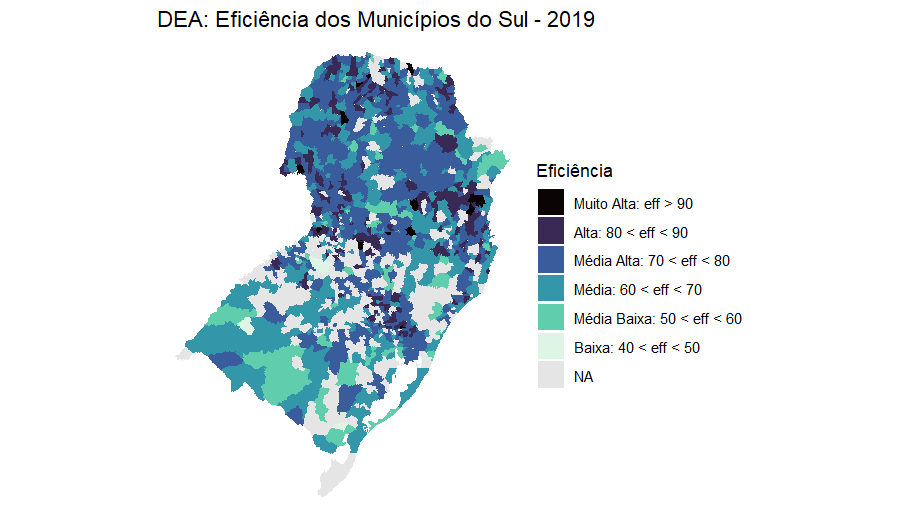 DEA: Eficiência dos Municípios do Sul - 2019
Eficiência
Muito Alta: eff > 90
Alta: 80 < eff < 90
Média Alta: 70 < eff < 80
Média: 60 < eff < 70
Média Baixa: 50 < eff < 60
Baixa: 40 < eff < 50
NA